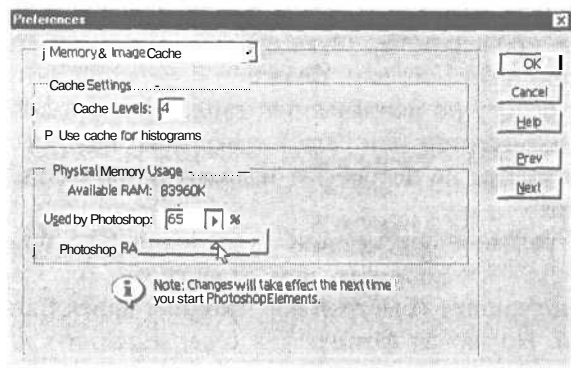 Preferences
Memory & Image Cache
OK
Cache Settings
Cancel
Cache Levels: 4
Help
Use cache for histograms
Prev
Physical Memory Usage
Available RAM: 83960K
Next
Used by Photoshop: 65 %
Photoshop RA
Note: Changes will take effect the next time
you start Photoshop Elements.